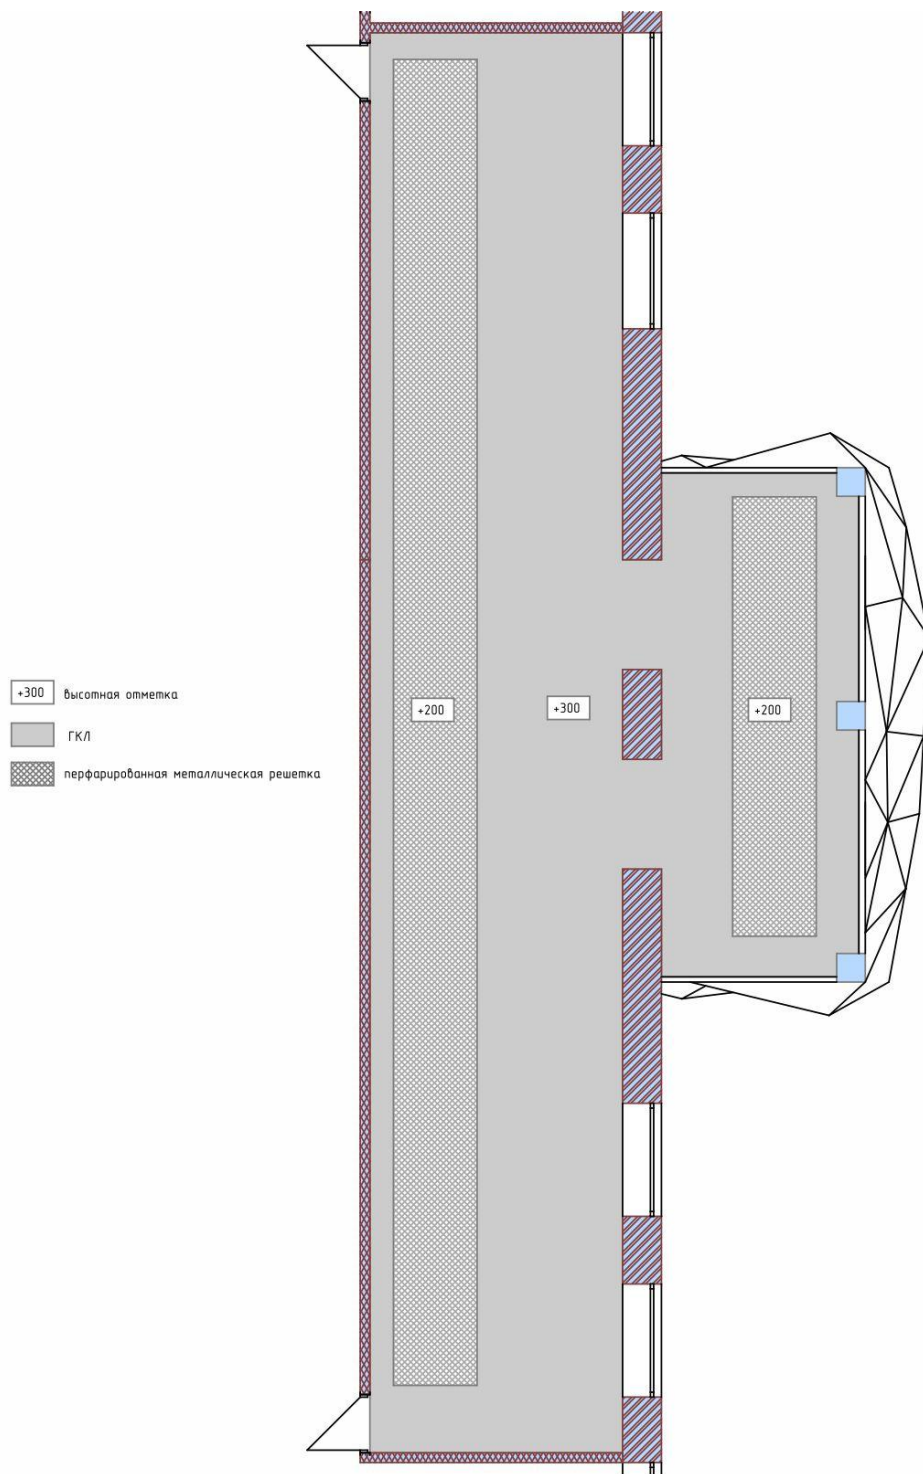 +300 высотная отметка
ГКЛ
перфарированная металлическая решетка
+200
+300
+200